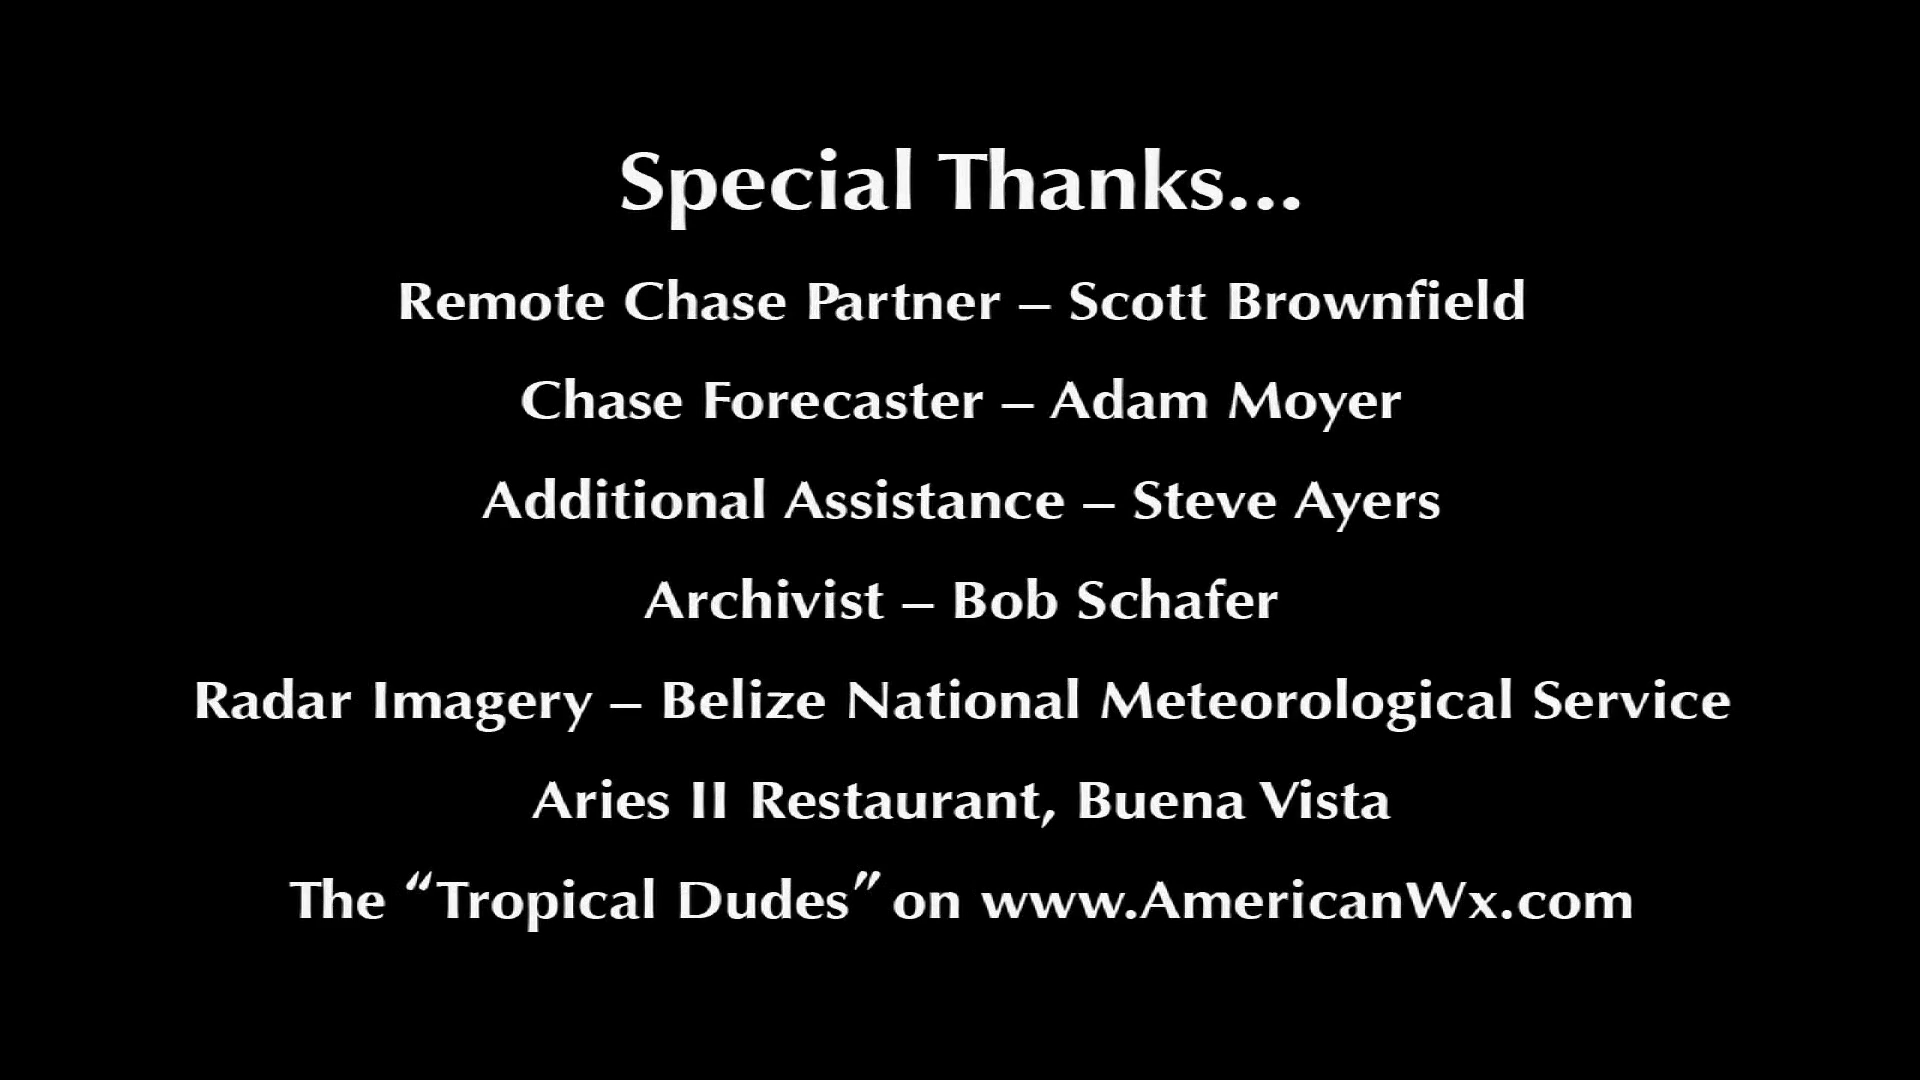 Special Thanks...
Remote Chase Partner – Scott Brownfield
Chase Forecaster – Adam Moyer
Additional Assistance – Steve Ayers
Archivist – Bob Schafer
Radar Imagery – Belize National Meteorological Service
Aries II Restaurant, Buena Vista
The “Tropical Dudes” on www.AmericanWx.com